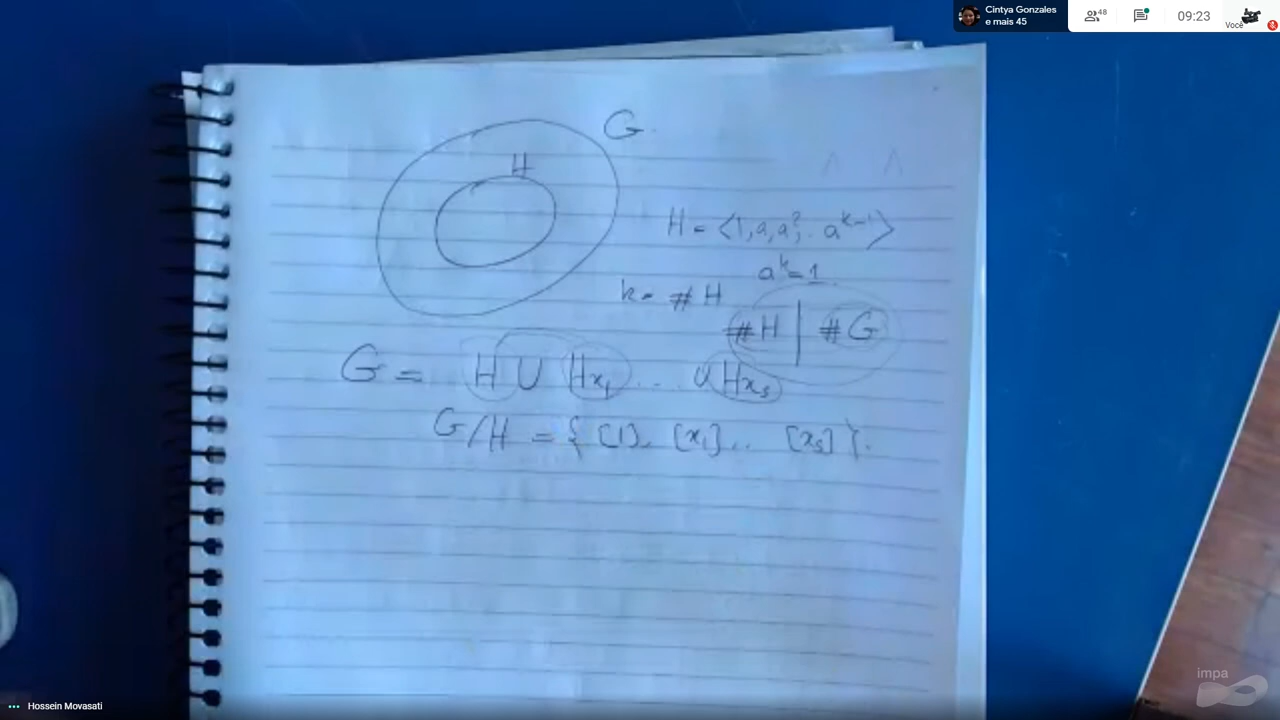 Cintya Gonzales
e mais 45
48
09:23
Você
G
H
H = <1, a, a², . a^{k-1}>
a^k = 1
k = # H
#H | #G
G = H ∪ Hx₁ ... ∪ Hxₛ
G/H = { [1], [x₁] .. [xₛ] }.
impa
Hossein Movasati